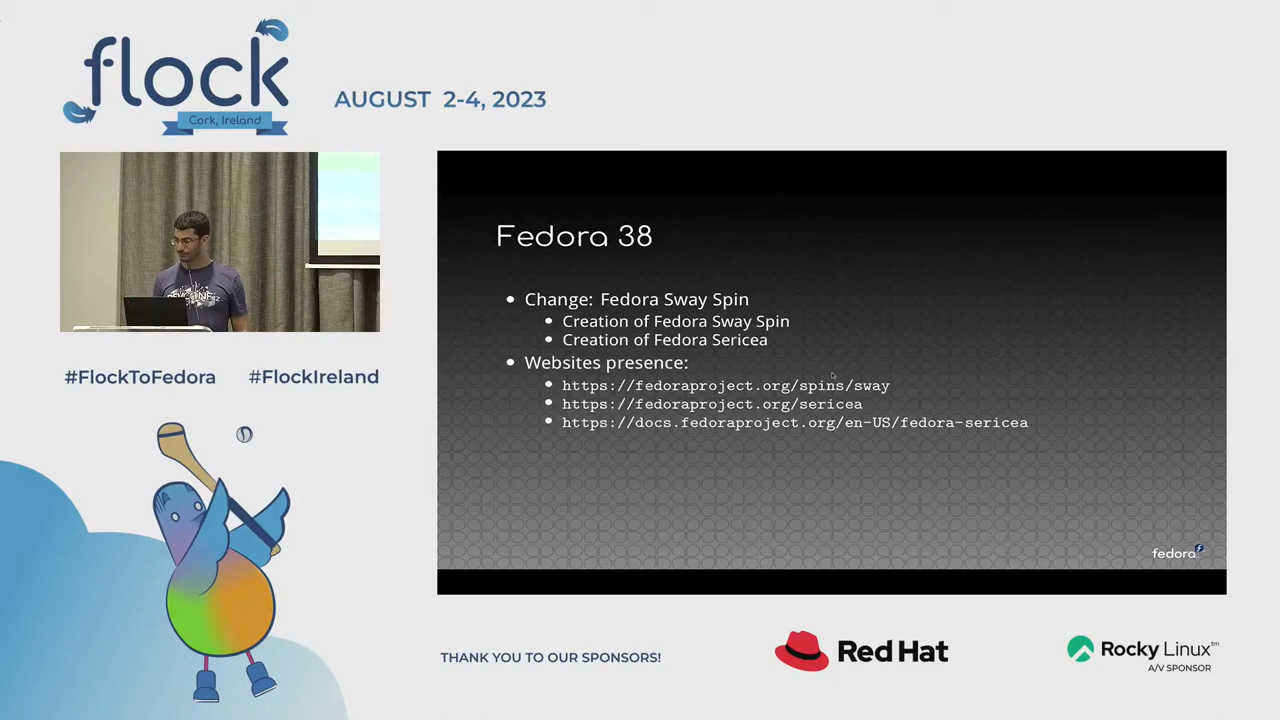 flock
Cork, Ireland
AUGUST 2-4, 2023
DEVCONF
#FlockToFedora #FlockIreland
Fedora 38
• Change: Fedora Sway Spin
• Creation of Fedora Sway Spin
• Creation of Fedora Sericea
• Websites presence:
• https://fedoraproject.org/spins/sway
• https://fedoraproject.org/sericea
• https://docs.fedoraproject.org/en-US/fedora-sericea
fedora
THANK YOU TO OUR SPONSORS!
Red Hat
Rocky Linux™
A/V SPONSOR